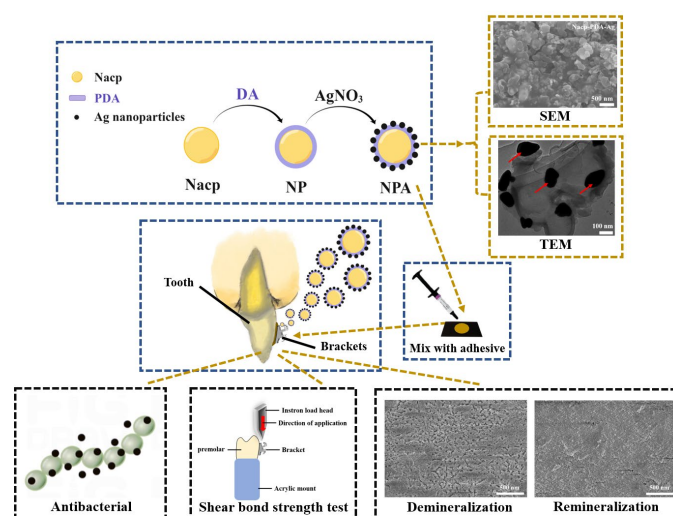 Nacp
PDA
Ag nanoparticles
DA
AgNO₃
Nacp
NP
NPA
Nacp-PDA-Ag
500 nm
SEM
100 nm
TEM
Tooth
Brackets
Mix with adhesive
Antibacterial
Instron load head
Direction of application
premolar
Bracket
Acrylic mount
Shear bond strength test
500 nm
Demineralization
500 nm
Remineralization